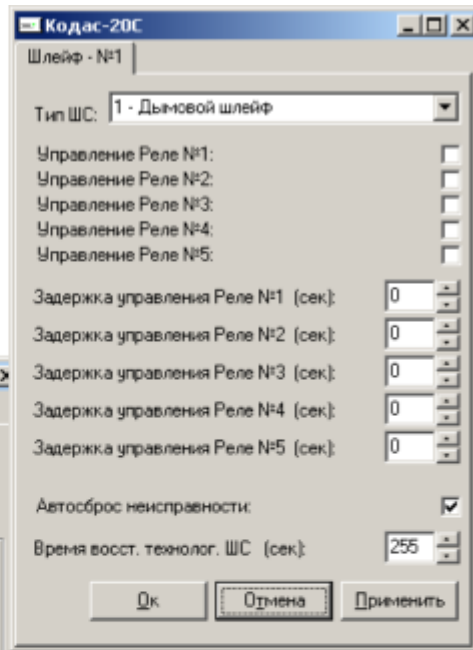 Кодас-20С
Шлейф - №1
Тип ШС: 1 - Дымовой шлейф
Управление Реле №1:
Управление Реле №2:
Управление Реле №3:
Управление Реле №4:
Управление Реле №5:
Задержка управления Реле №1 (сек): 0
Задержка управления Реле №2 (сек): 0
Задержка управления Реле №3 (сек): 0
Задержка управления Реле №4 (сек): 0
Задержка управления Реле №5 (сек): 0
Автосброс неисправности:
Время восст. технолог. ШС (сек): 255
Ок Отмена Применить